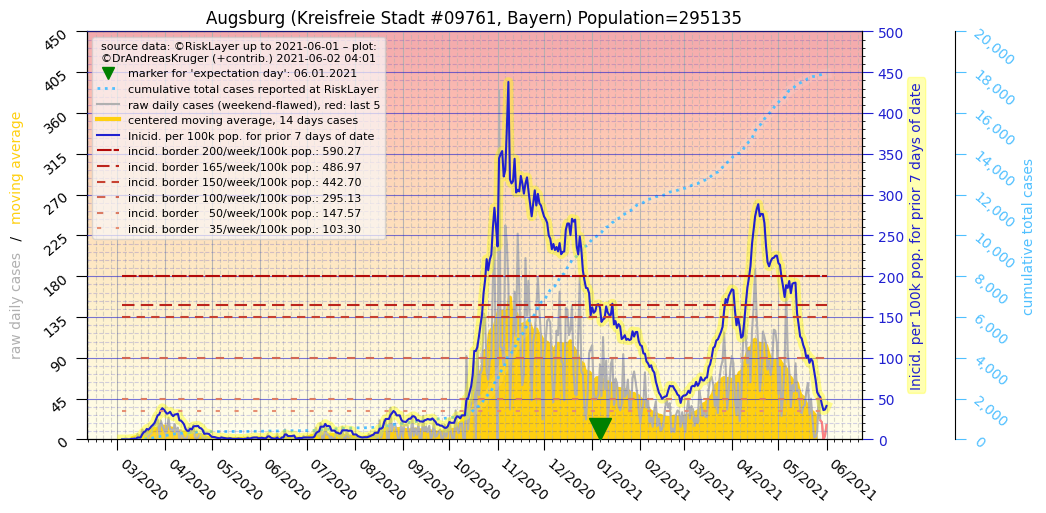 Augsburg (Kreisfreie Stadt #09761, Bayern) Population=295135
source data: ©RiskLayer up to 2021-06-01 – plot:
©DrAndreasKruger (+contrib.) 2021-06-02 04:01
marker for 'expectation day': 06.01.2021
cumulative total cases reported at RiskLayer
raw daily cases (weekend-flawed), red: last 5
centered moving average, 14 days cases
Inicid. per 100k pop. for prior 7 days of date
incid. border 200/week/100k pop.: 590.27
incid. border 165/week/100k pop.: 486.97
incid. border 150/week/100k pop.: 442.70
incid. border 100/week/100k pop.: 295.13
incid. border 50/week/100k pop.: 147.57
incid. border 35/week/100k pop.: 103.30
raw daily cases / moving average
450
405
360
315
270
225
180
135
90
45
0
03/2020
04/2020
05/2020
06/2020
07/2020
08/2020
09/2020
10/2020
11/2020
12/2020
01/2021
02/2021
03/2021
04/2021
05/2021
06/2021
500
450
400
350
300
250
200
150
100
50
0
Inicid. per 100k pop. for prior 7 days of date
20,000
18,000
16,000
14,000
12,000
10,000
8,000
6,000
4,000
2,000
0
cumulative total cases